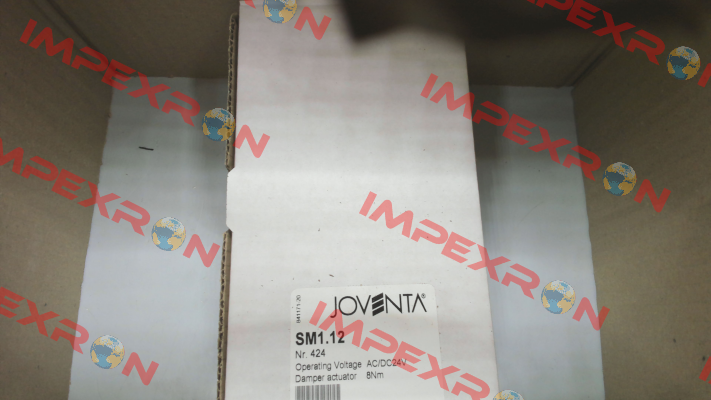 IMPEXRON
IMPEXRON
IMPEXRON
IMPEXRON
IMPEXRON
IMPEXRON
JOVENTA®
SM1.12
Nr. 424
Operating Voltage AC/DC24V
Damper actuator 8Nm